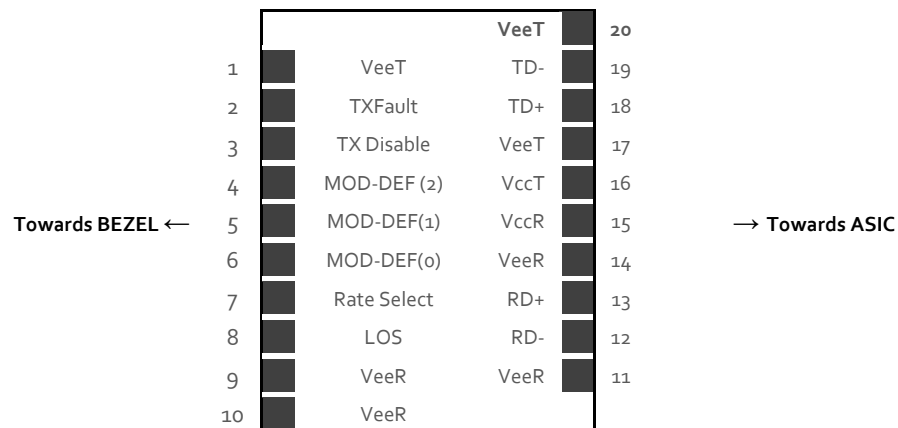 VeeT 20
1 VeeT TD- 19
2 TXFault TD+ 18
3 TX Disable VeeT 17
4 MOD-DEF (2) VccT 16
Towards BEZEL ← 5 MOD-DEF(1) VccR 15 → Towards ASIC
6 MOD-DEF(0) VeeR 14
7 Rate Select RD+ 13
8 LOS RD- 12
9 VeeR VeeR 11
10 VeeR